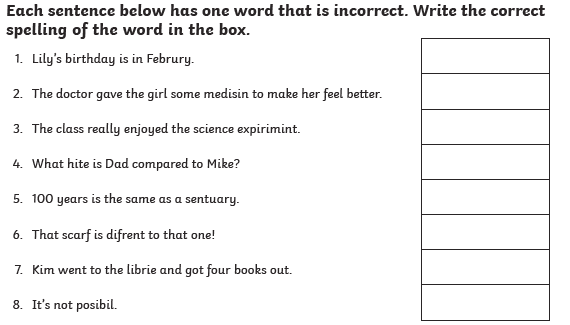 Each sentence below has one word that is incorrect. Write the correct
spelling of the word in the box.
1. Lily's birthday is in Februry.
2. The doctor gave the girl some medisin to make her feel better.
3. The class really enjoyed the science expirimint.
4. What hite is Dad compared to Mike?
5. 100 years is the same as a sentuary.
6. That scarf is difrent to that one!
7. Kim went to the librie and got four books out.
8. It's not posibil.